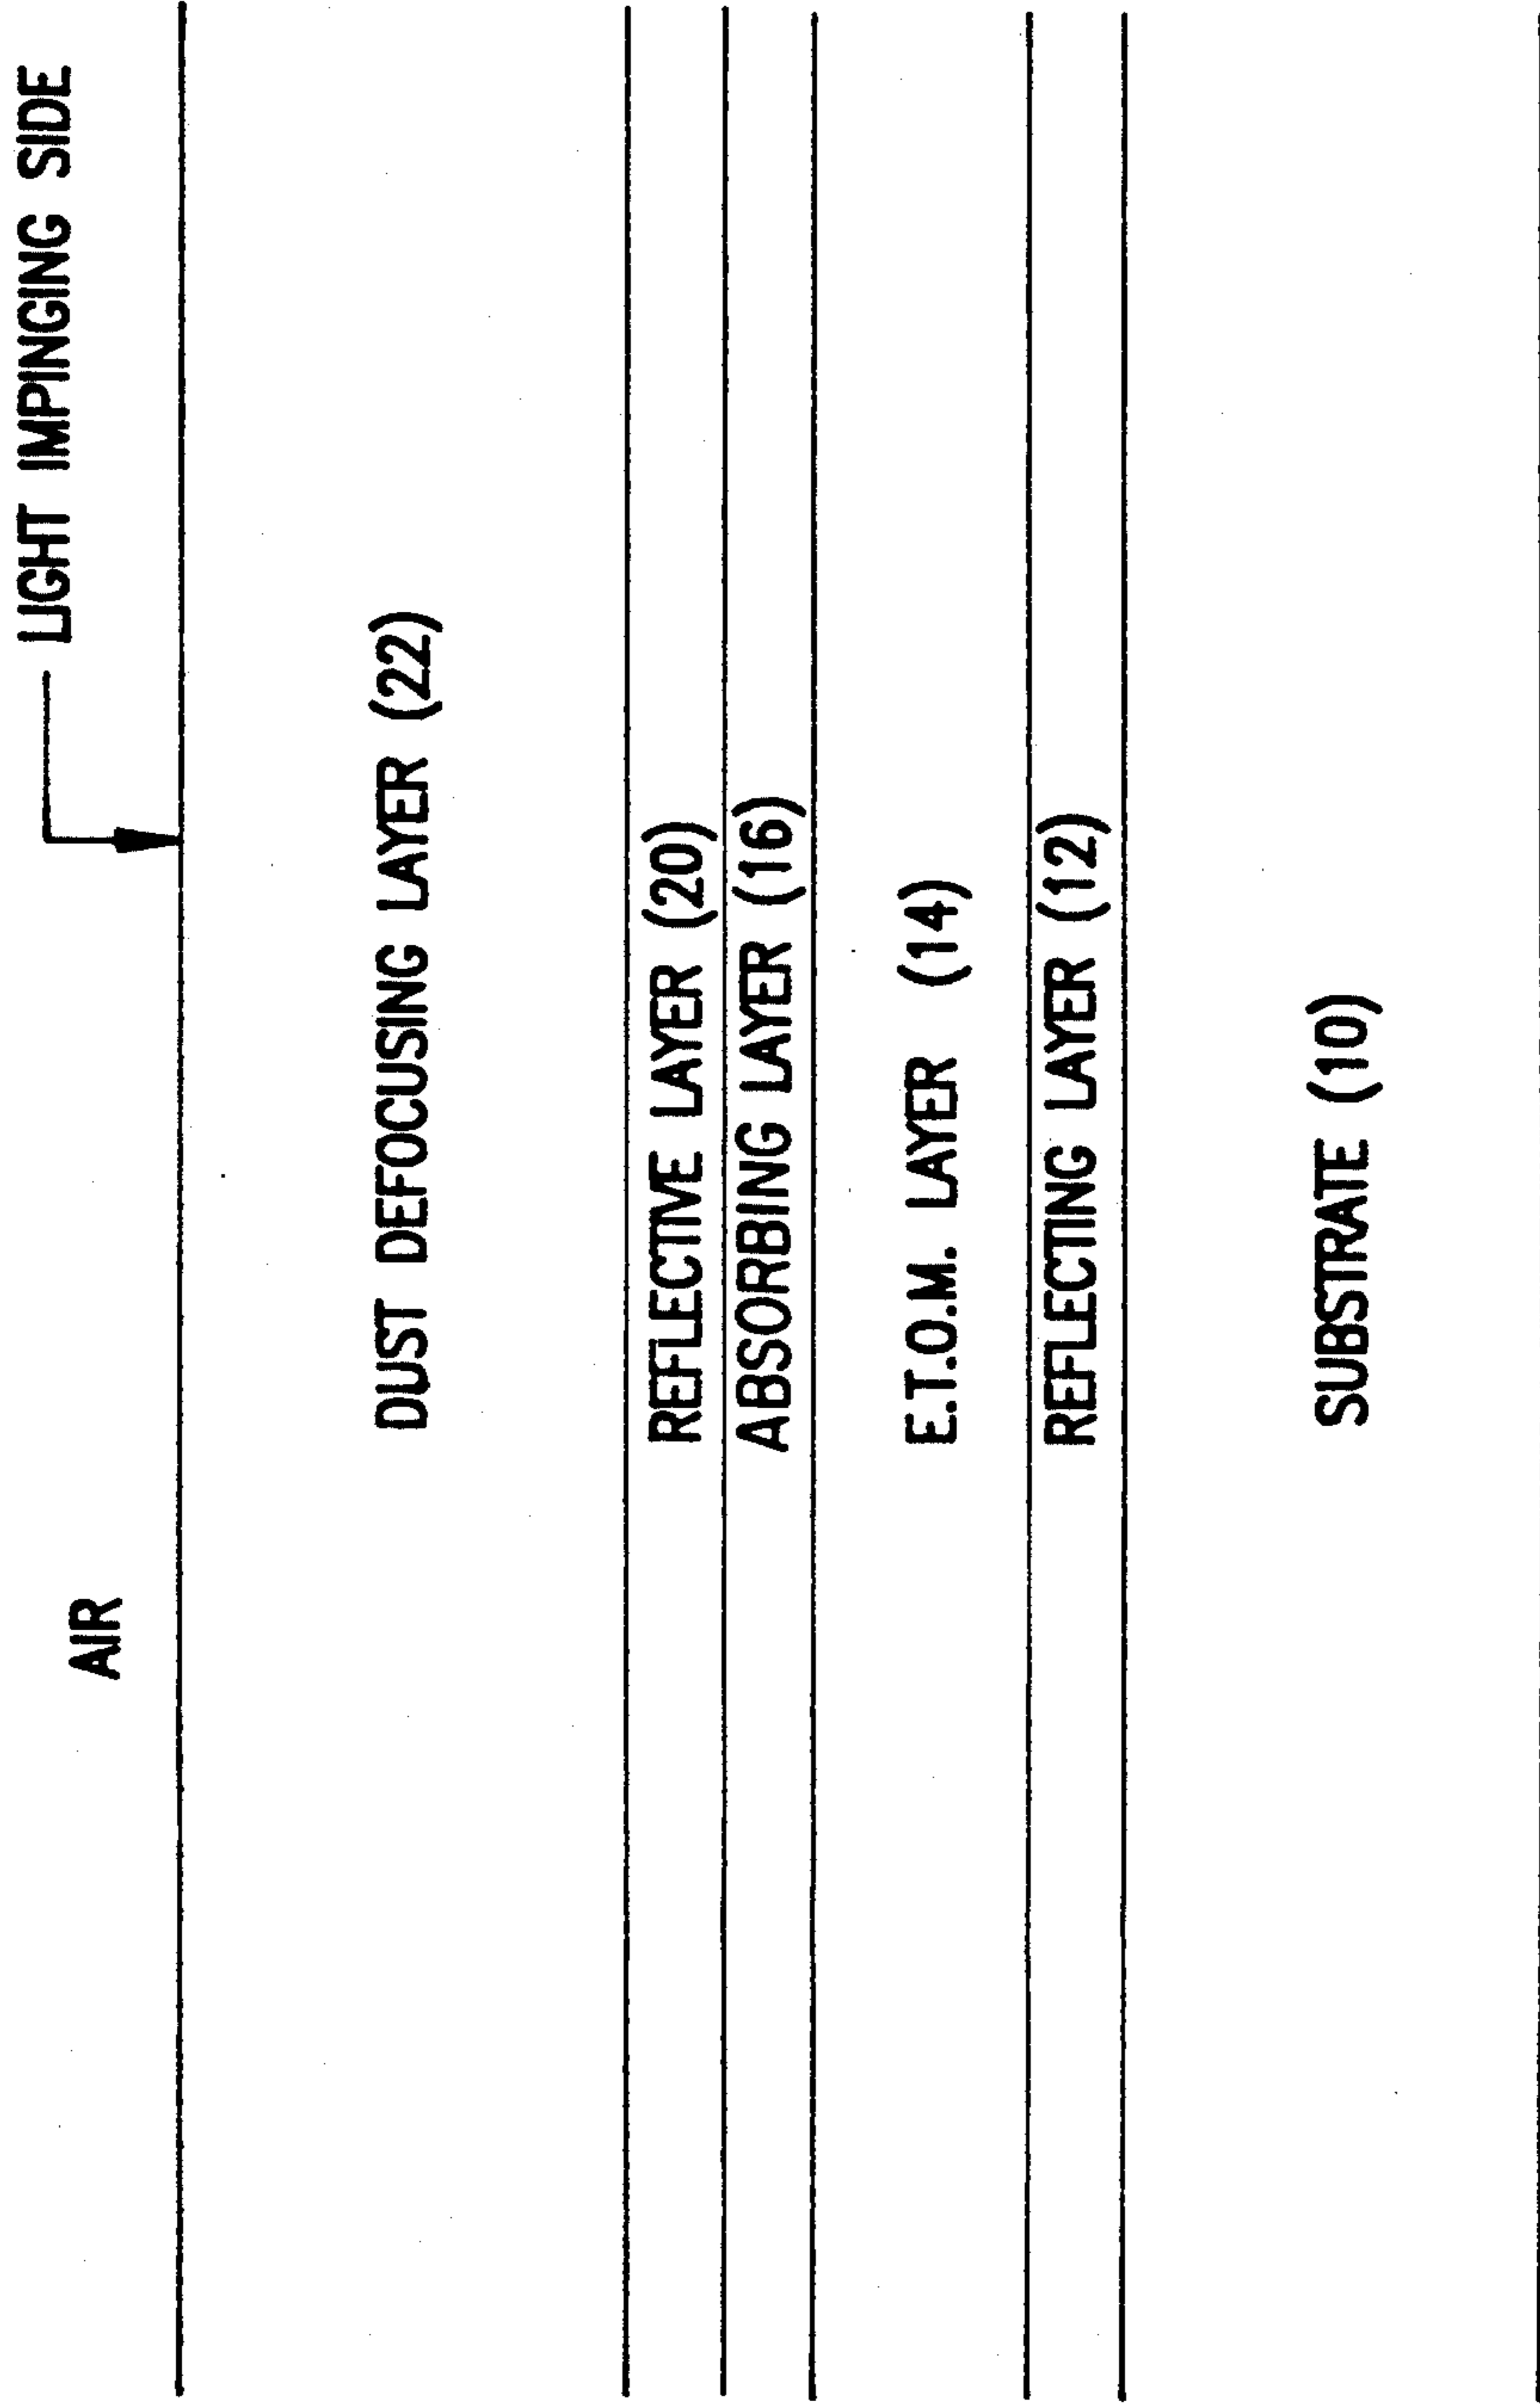 LIGHT IMPINGING SIDE
AIR
DUST DEFOCUSING LAYER (22)
REFLECTIVE LAYER (20)
ABSORBING LAYER (16)
E.T.O.M. LAYER (14)
REFLECTING LAYER (12)
SUBSTRATE (10)